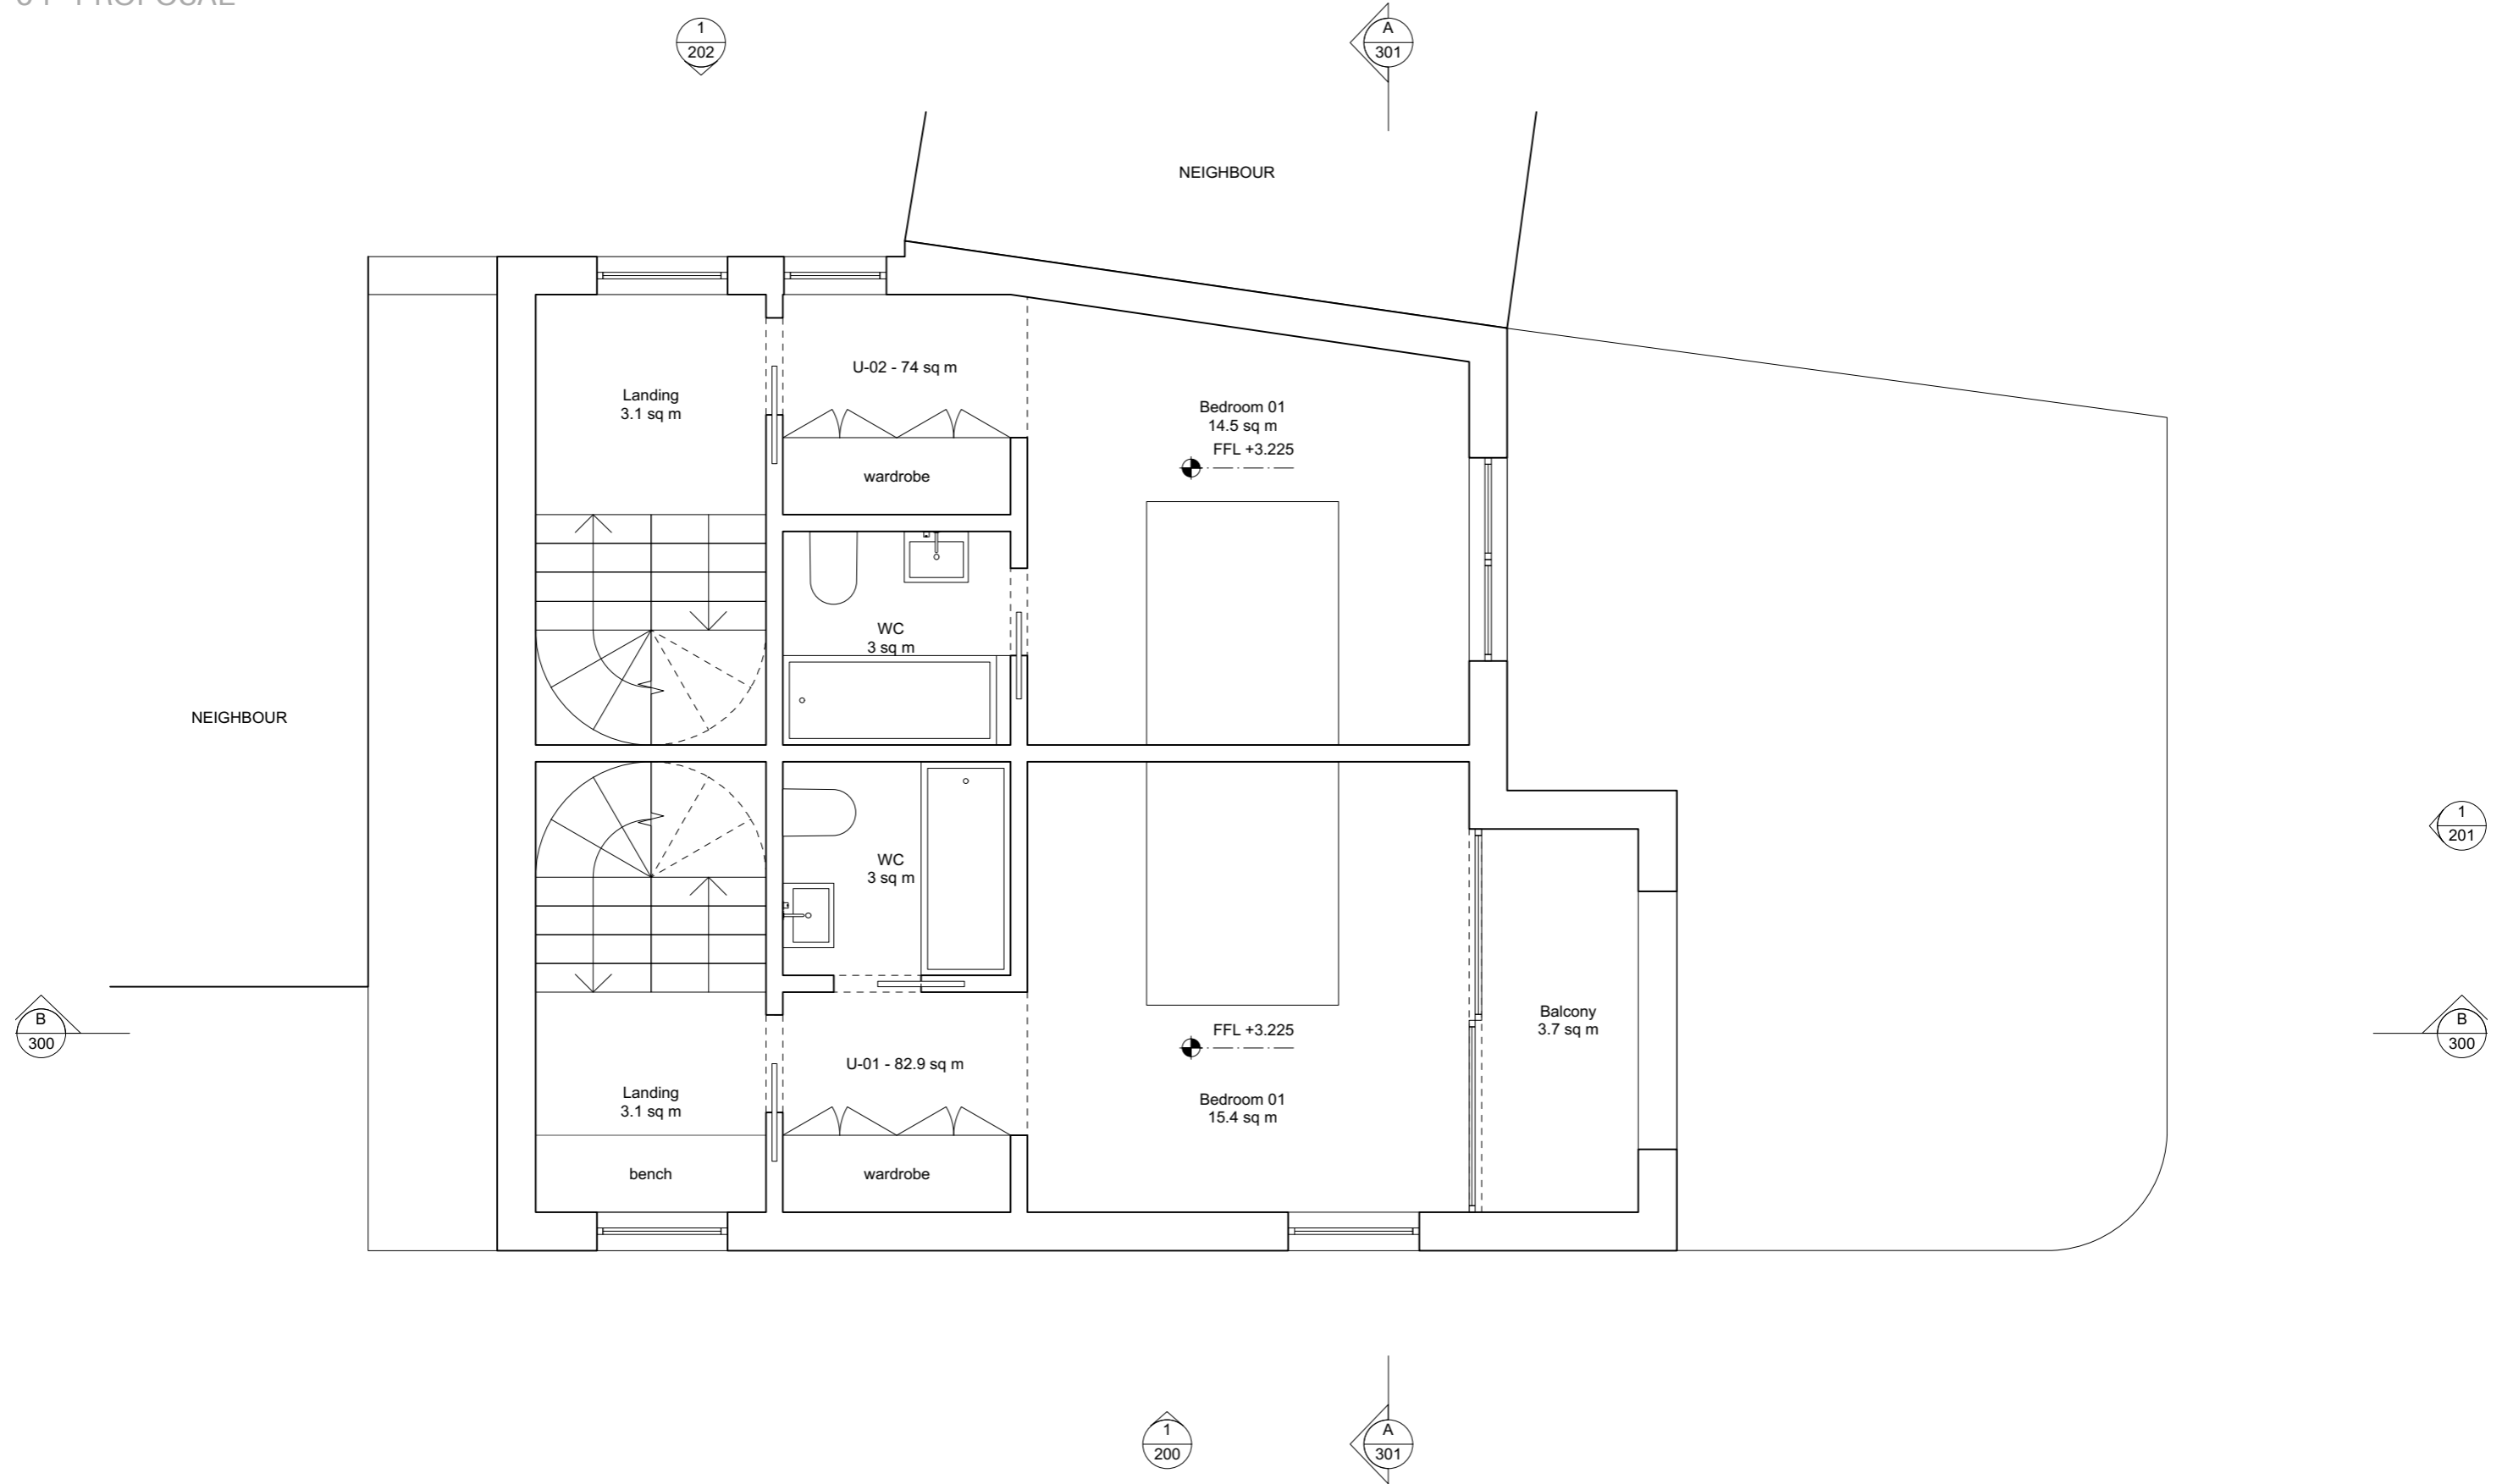 1
202
A
301
NEIGHBOUR
U-02 - 74 sq m
Landing
3.1 sq m
Bedroom 01
14.5 sq m
FFL +3.225
wardrobe
WC
3 sq m
NEIGHBOUR
1
201
WC
3 sq m
Balcony
3.7 sq m
B
300
FFL +3.225
B
300
U-01 - 82.9 sq m
Landing
3.1 sq m
Bedroom 01
15.4 sq m
bench
wardrobe
1
200
A
301